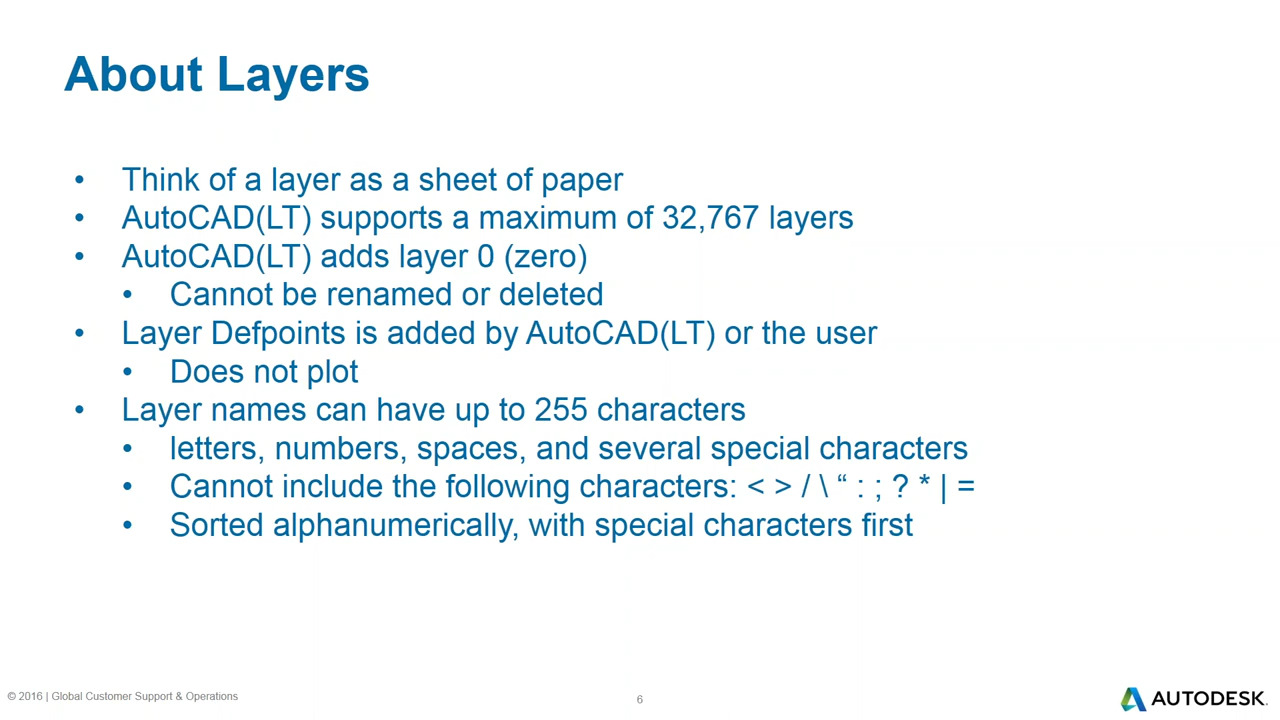 About Layers
• Think of a layer as a sheet of paper
• AutoCAD(LT) supports a maximum of 32,767 layers
• AutoCAD(LT) adds layer 0 (zero)
• Cannot be renamed or deleted
• Layer Defpoints is added by AutoCAD(LT) or the user
• Does not plot
• Layer names can have up to 255 characters
• letters, numbers, spaces, and several special characters
• Cannot include the following characters: < > / \ “ : ; ? * | =
• Sorted alphanumerically, with special characters first
© 2016 | Global Customer Support & Operations
6
AUTODESK.